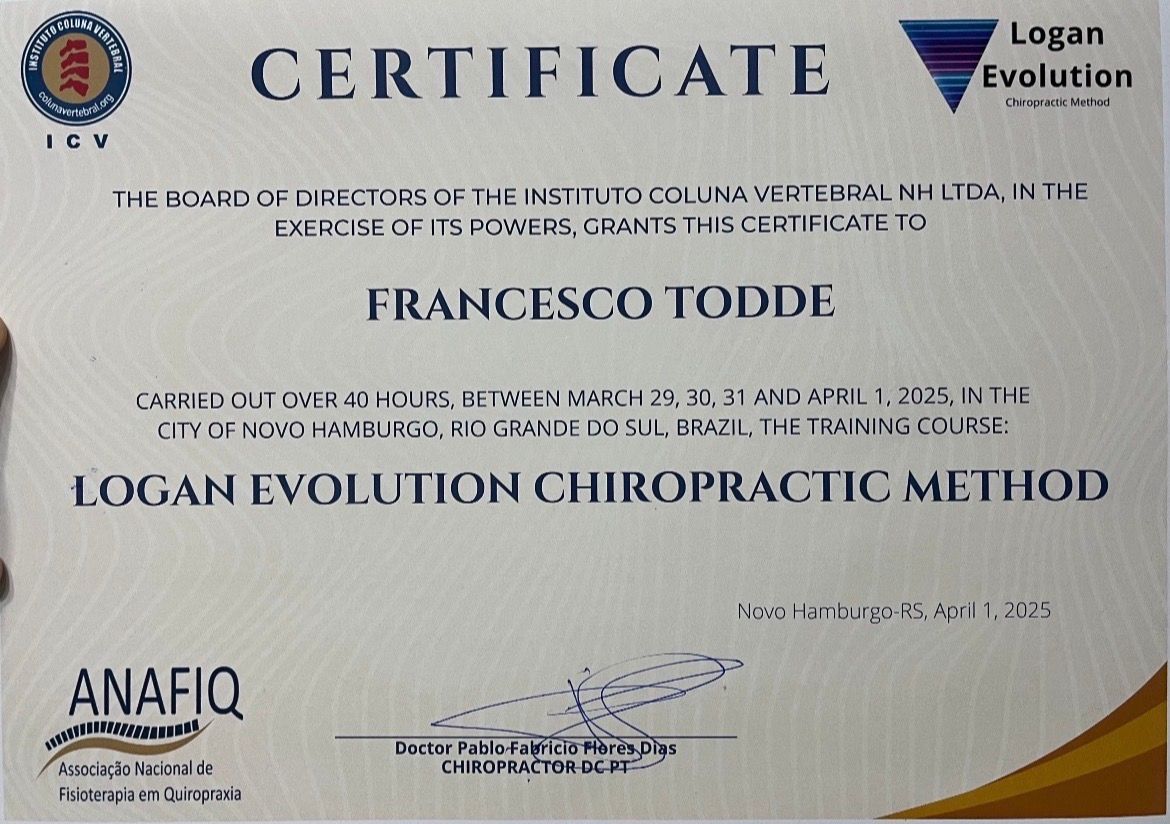 INSTITUTO COLUNA VERTEBRAL
colunavertebral.org
I C V
CERTIFICATE
Logan
Evolution
Chiropractic Method
THE BOARD OF DIRECTORS OF THE INSTITUTO COLUNA VERTEBRAL NH LTDA, IN THE
EXERCISE OF ITS POWERS, GRANTS THIS CERTIFICATE TO
FRANCESCO TODDE
CARRIED OUT OVER 40 HOURS, BETWEEN MARCH 29, 30, 31 AND APRIL 1, 2025, IN THE
CITY OF NOVO HAMBURGO, RIO GRANDE DO SUL, BRAZIL, THE TRAINING COURSE:
LOGAN EVOLUTION CHIROPRACTIC METHOD
Novo Hamburgo-RS, April 1, 2025
ANAFIQ
Associação Nacional de
Fisioterapia em Quiropraxia
Doctor Pablo Fabricio Flores Dias
CHIROPRACTOR DC PT